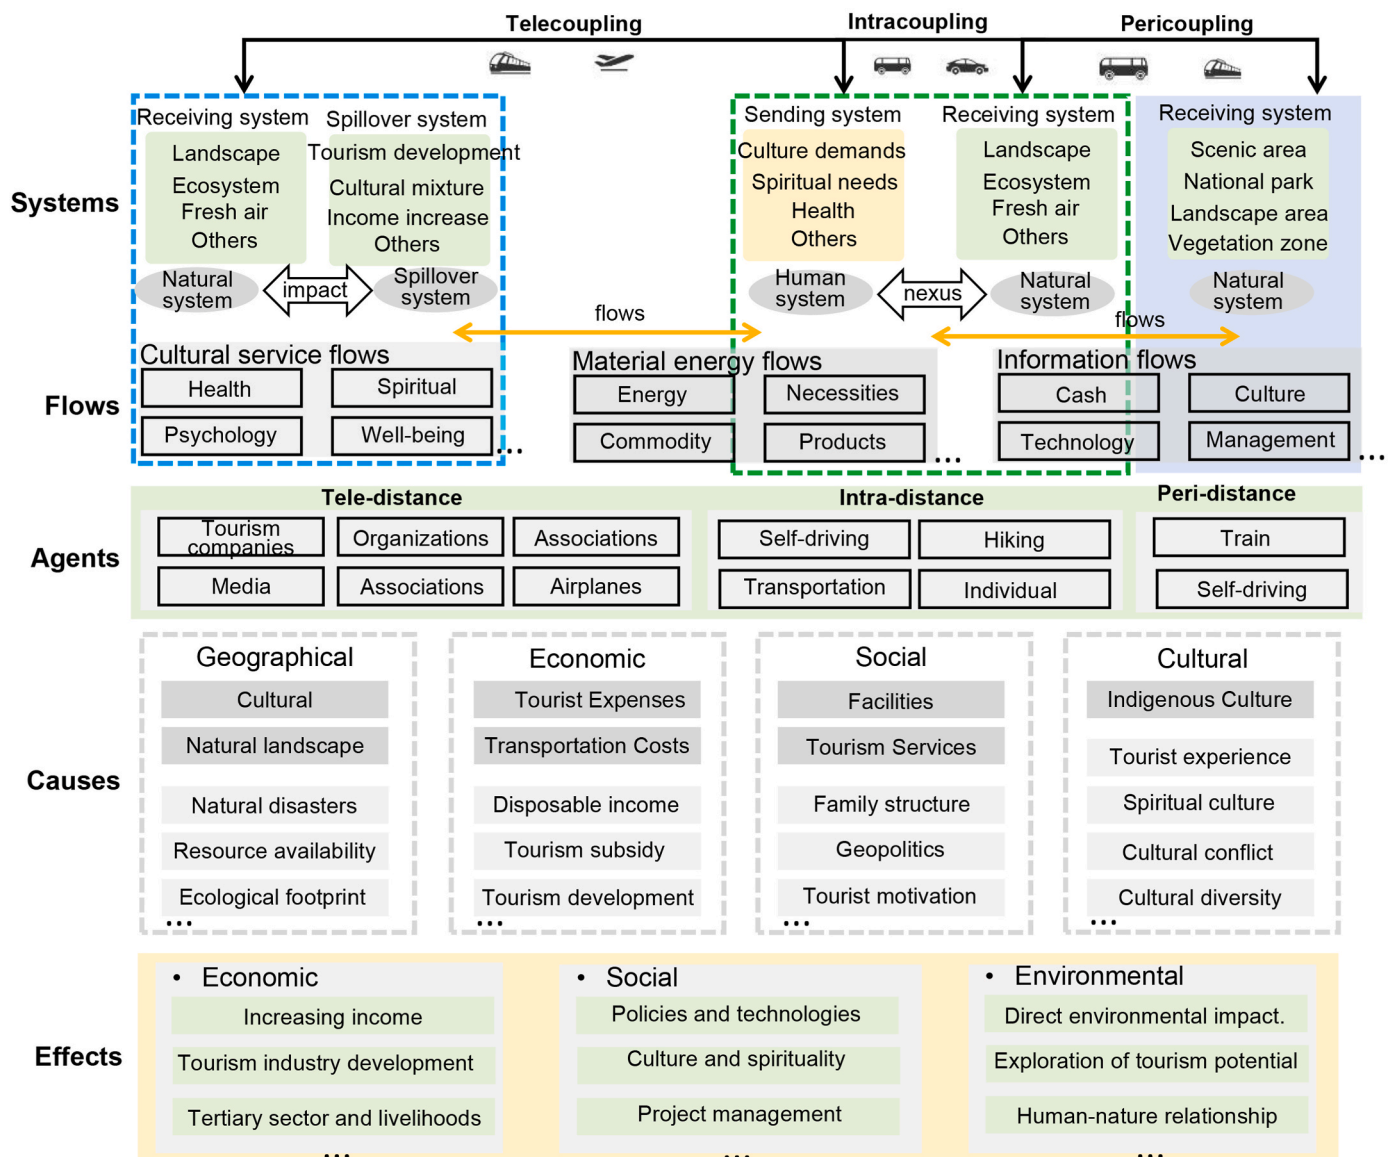 Telecoupling
Intracoupling
Pericoupling
Systems
Receiving system
Landscape
Ecosystem
Fresh air
Others
Natural
system
impact
Spillover system
Tourism development
Cultural mixture
Income increase
Others
Spillover
system
flows
Sending system
Culture demands
Spiritual needs
Health
Others
Human
system
nexus
Receiving system
Landscape
Ecosystem
Fresh air
Others
Natural
system
flows
Receiving system
Scenic area
National park
Landscape area
Vegetation zone
Natural
system
Flows
Cultural service flows
Health
Spiritual
Psychology
Well-being
...
Material energy flows
Energy
Necessities
Commodity
Products
...
Information flows
Cash
Culture
Technology
Management
...
Agents
Tele-distance
Tourism
companies
Organizations
Associations
Media
Associations
Airplanes
Intra-distance
Self-driving
Hiking
Transportation
Individual
Peri-distance
Train
Self-driving
Causes
Geographical
Cultural
Natural landscape
Natural disasters
Resource availability
Ecological footprint
...
Economic
Tourist Expenses
Transportation Costs
Disposable income
Tourism subsidy
Tourism development
...
Social
Facilities
Tourism Services
Family structure
Geopolitics
Tourist motivation
...
Cultural
Indigenous Culture
Tourist experience
Spiritual culture
Cultural conflict
Cultural diversity
...
Effects
• Economic
Increasing income
Tourism industry development
Tertiary sector and livelihoods
...
• Social
Policies and technologies
Culture and spirituality
Project management
...
• Environmental
Direct environmental impact.
Exploration of tourism potential
Human-nature relationship
...